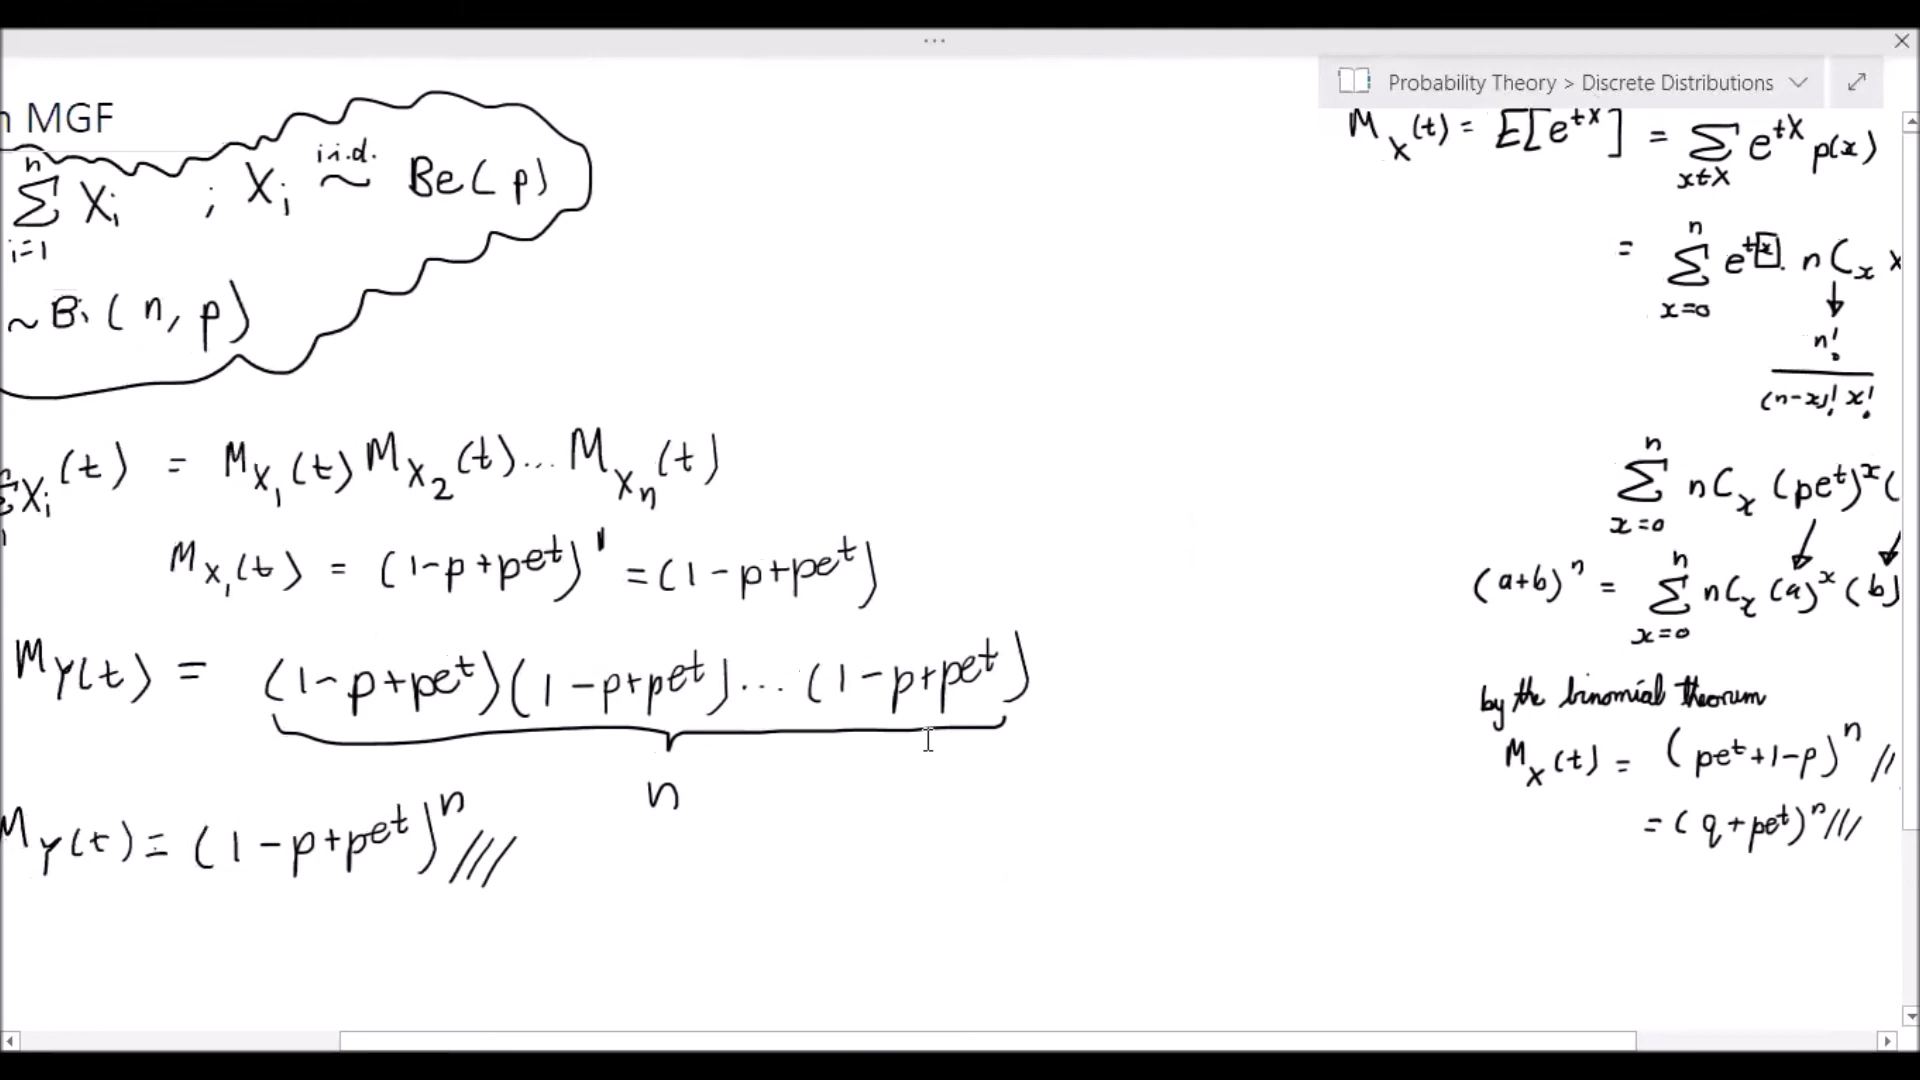 ...
Probability Theory > Discrete Distributions
n MGF
n
Σ Xᵢ ; Xᵢ ~ Be(p)
i.i.d.
i=1
~ Bi(n, p)
Xᵢ(t) = M_X₁(t) M_X₂(t)... M_Xₙ(t)
M_X₁(t) = (1-p+peᵗ)¹ = (1-p+peᵗ)
M_Y(t) = (1-p+peᵗ)(1-p+peᵗ)...(1-p+peᵗ)
n
M_Y(t) = (1-p+peᵗ)ⁿ ///
M_X(t) = E[e^{tX}] = Σ e^{tX} p(x)
x∈X
n
= Σ e^{tx} . nCₓ x
x=0
n!
(n-x)! x!
n
Σ nCₓ (peᵗ)ˣ (
x=0
n
(a+b)ⁿ = Σ nCₓ (a)ˣ (b)
x=0
by the binomial theorum
M_X(t) = (peᵗ+1-p)ⁿ //
= (q+peᵗ)ⁿ ///